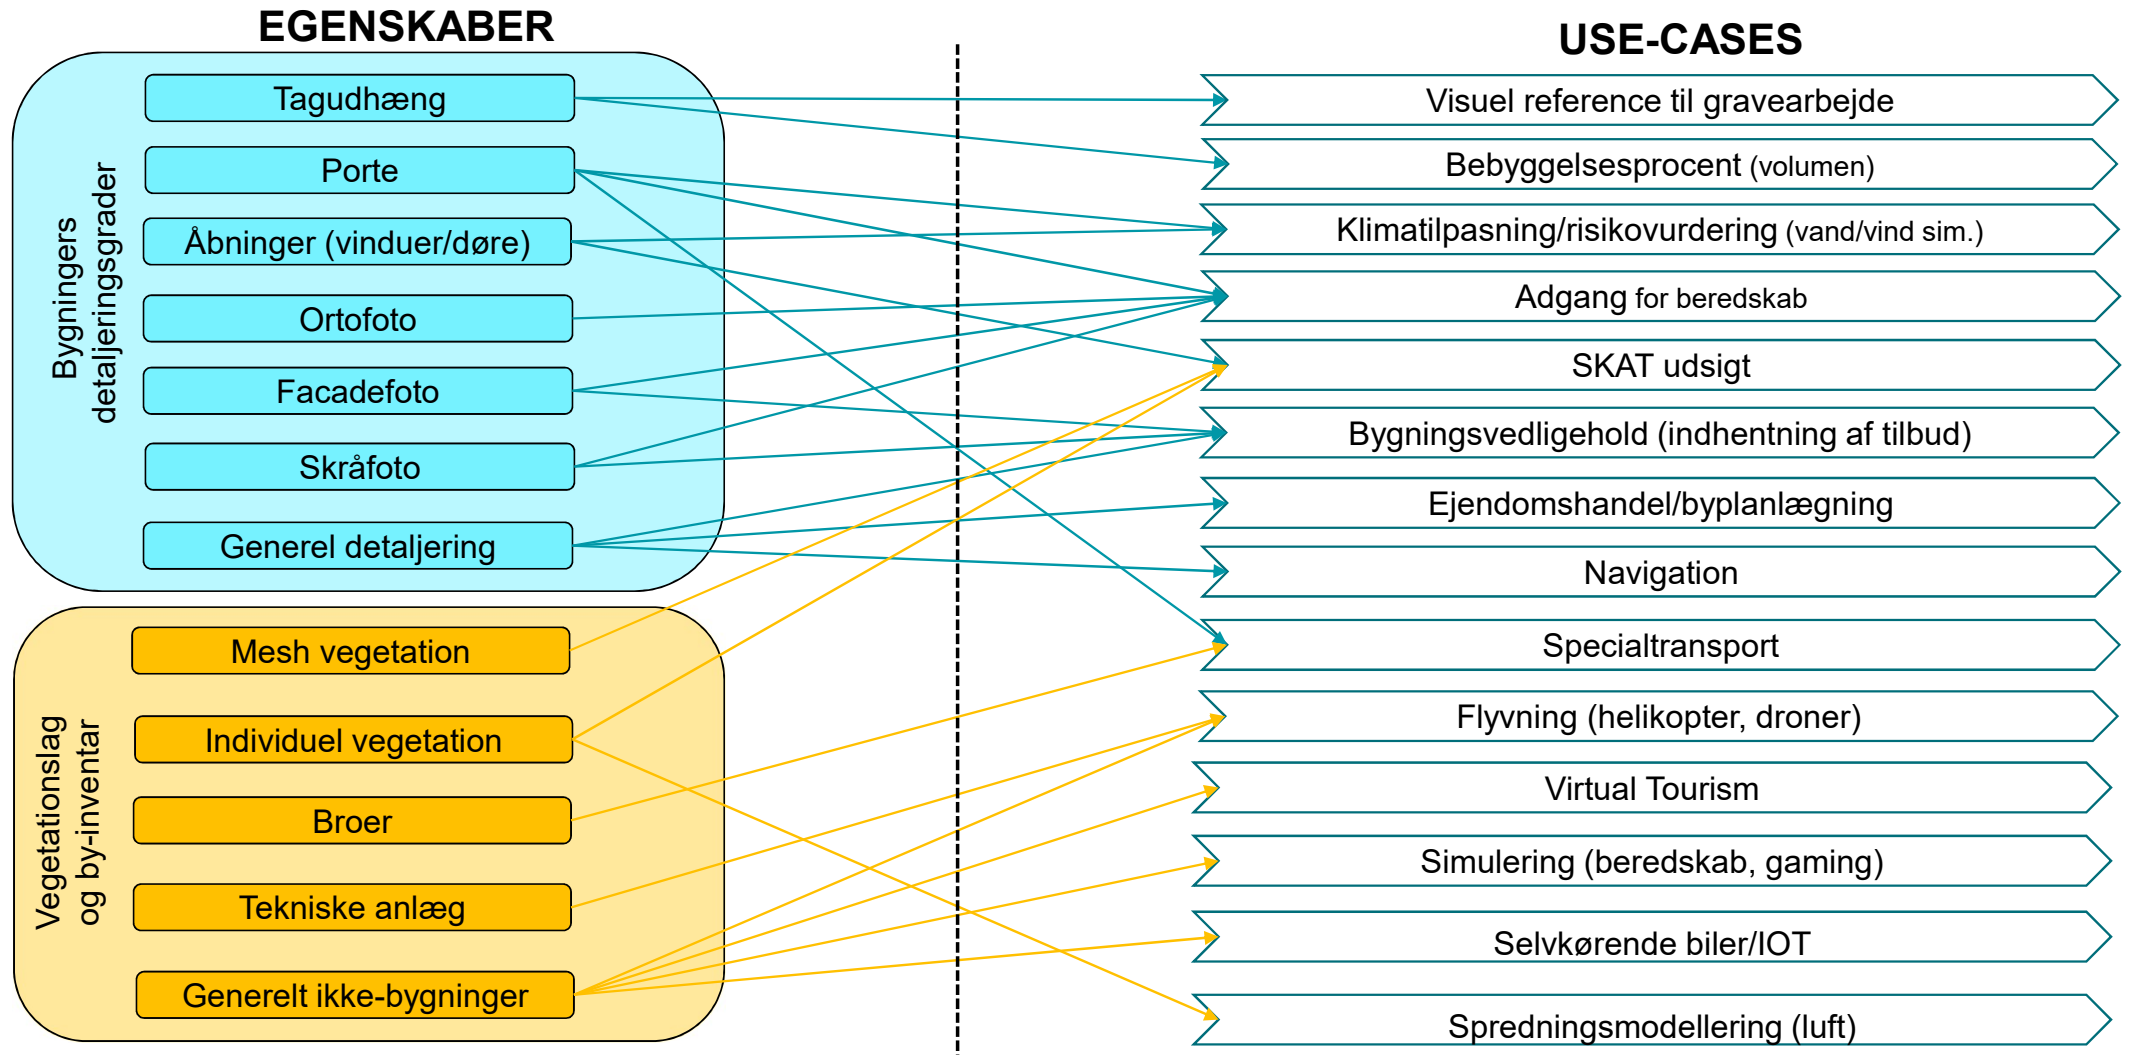 EGENSKABER
Bygningers
detaljeringsgrader
Tagudhæng
Porte
Åbninger (vinduer/døre)
Ortofoto
Facadefoto
Skråfoto
Generel detaljering
Vegetationslag
og by-inventar
Mesh vegetation
Individuel vegetation
Broer
Tekniske anlæg
Generelt ikke-bygninger
USE-CASES
Visuel reference til gravearbejde
Bebyggelsesprocent (volumen)
Klimatilpasning/risikovurdering (vand/vind sim.)
Adgang for beredskab
SKAT udsigt
Bygningsvedligehold (indhentning af tilbud)
Ejendomshandel/byplanlægning
Navigation
Specialtransport
Flyvning (helikopter, droner)
Virtual Tourism
Simulering (beredskab, gaming)
Selvkørende biler/IOT
Spredningsmodellering (luft)